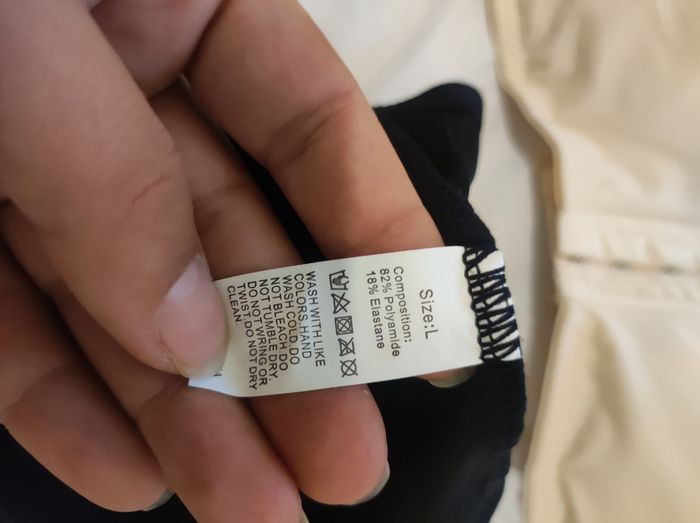 Size:L
Composition:
82% Polyamide
18% Elastane
WASH WITH LIKE
COLORS.HAND
WASH COLD.DO
NOT BLEACH.DO
NOT TUMBLE DRY.
DO NOT WRING OR
TWIST.DO NOT DRY
CLEAN.